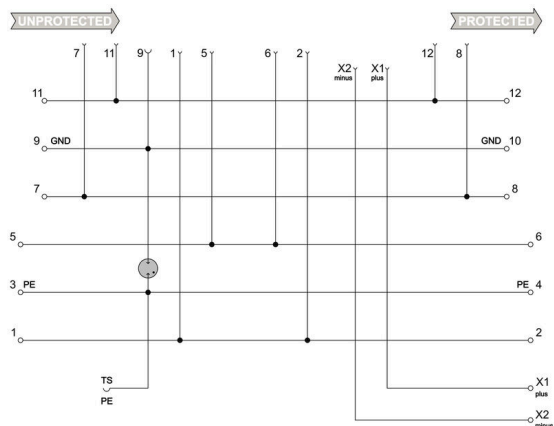 UNPROTECTED PROTECTED
7 11 9 1 5 6 2 12 8
X2 X1
minus plus
11 12
9 GND GND 10
7 8
5 6
3 PE PE 4
1 2
TS X1
plus
PE
X2
minus